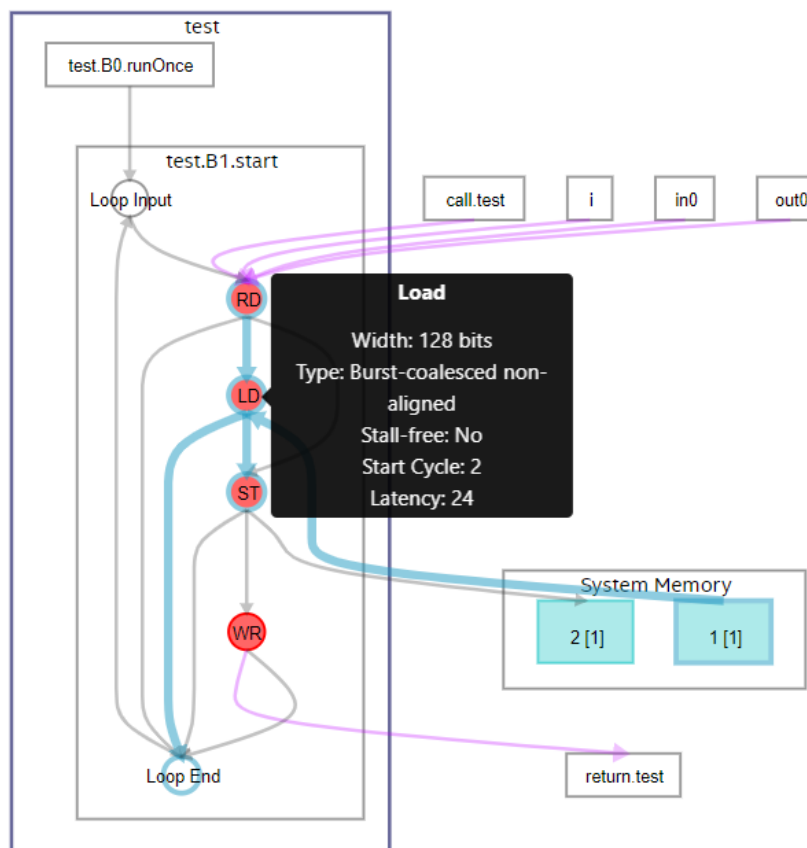 test
test.B0.runOnce
test.B1.start
Loop Input
call.test
i
in0
out0
RD
Load
Width: 128 bits
Type: Burst-coalesced non-
aligned
Stall-free: No
Start Cycle: 2
Latency: 24
LD
ST
System Memory
2 [1]
1 [1]
WR
Loop End
return.test